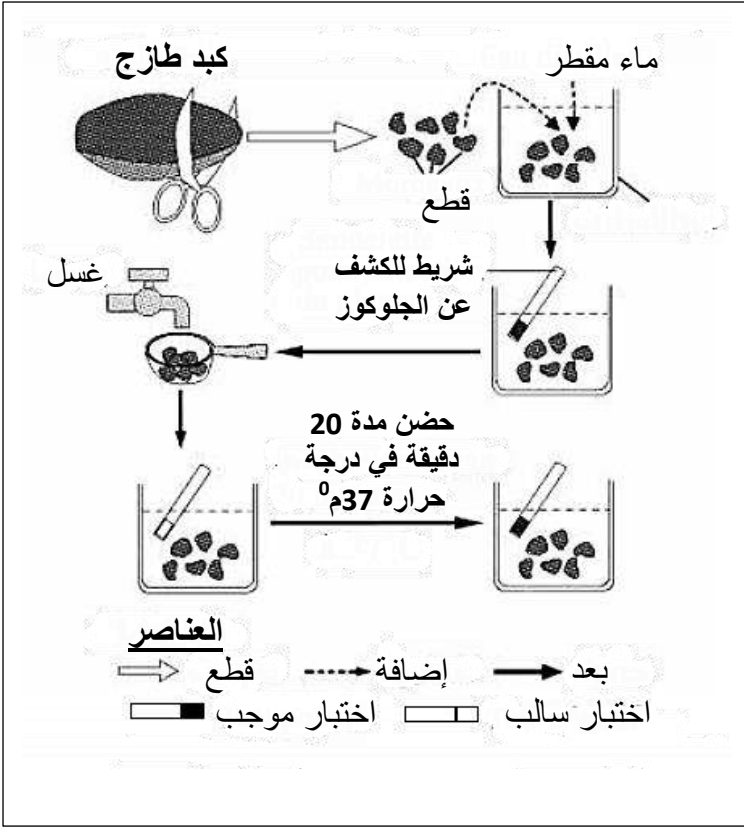 كبد طازج
ماء مقطر
قطع
شريط للكشف
عن الجلوكوز
غسل
حضن مدة 20
دقيقة في درجة
حرارة 37م⁰
العناصر
بعد
إضافة
قطع
اختبار سالب
اختبار موجب